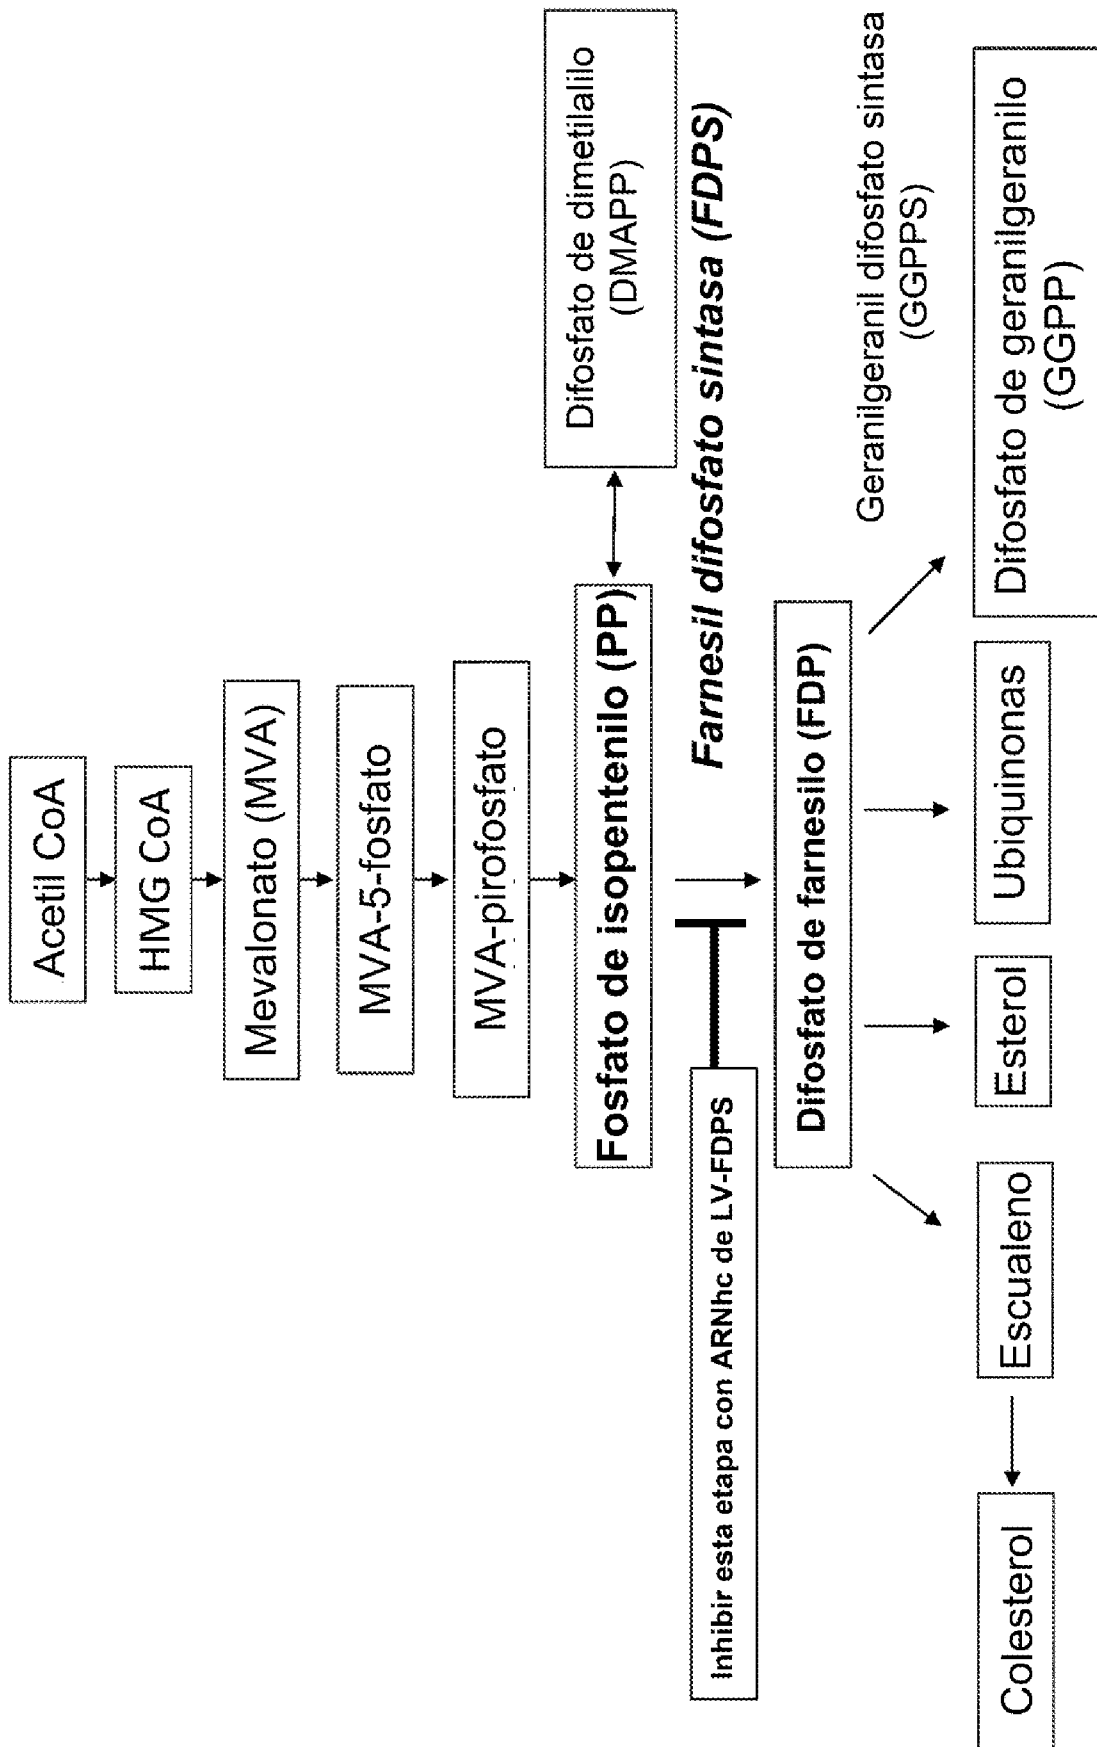 Acetil CoA
HMG CoA
Mevalonato (MVA)
MVA-5-fosfato
MVA-pirofosfato
Fosfato de isopentenilo (PP)
Difosfato de dimetilalilo
(DMAPP)
Farnesil difosfato sintasa (FDPS)
Inhibir esta etapa con ARNhc de LV-FDPS
Difosfato de farnesilo (FDP)
Geranilgeranil difosfato sintasa
(GGPPS)
Colesterol
Escualeno
Esterol
Ubiquinonas
Difosfato de geranilgeranilo
(GGPP)